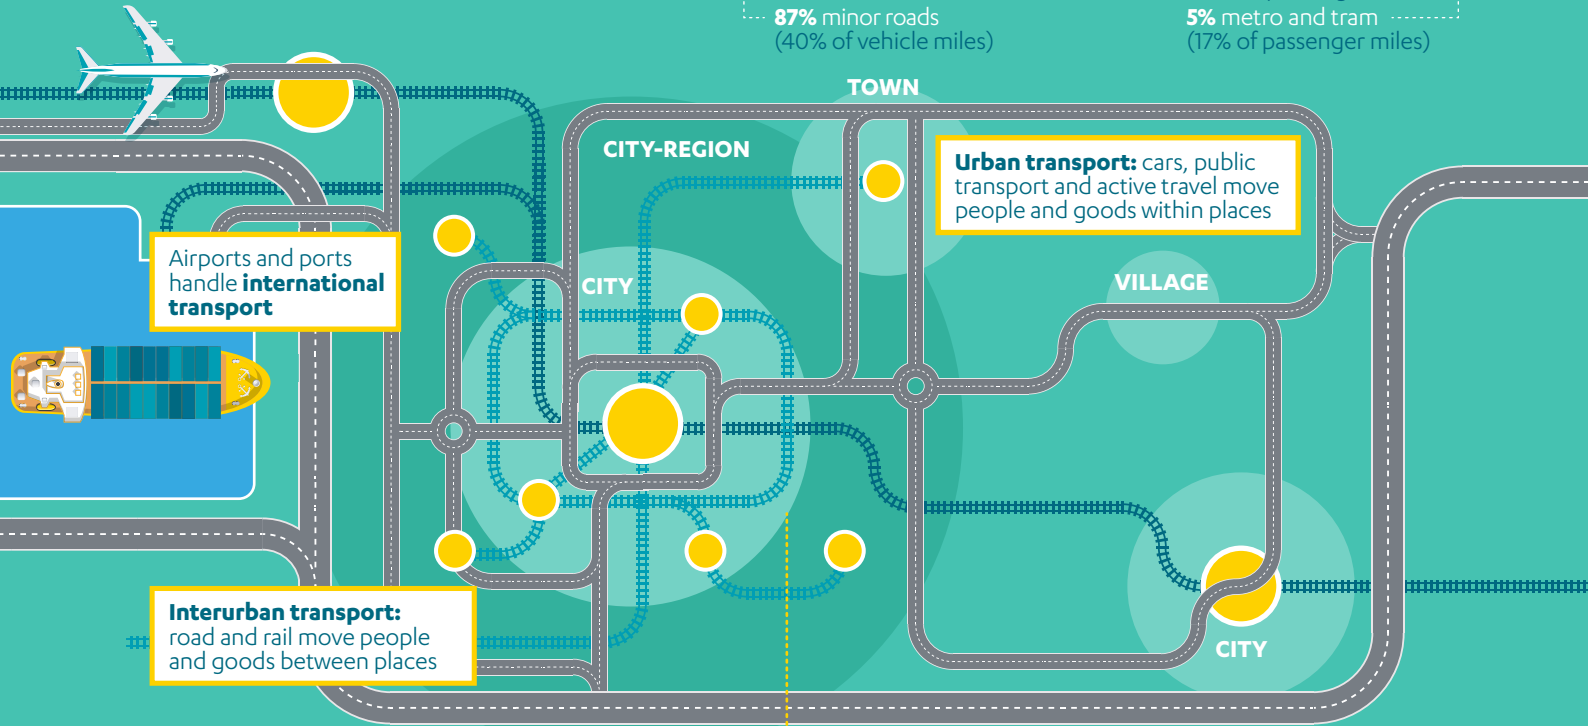 87% minor roads
(40% of vehicle miles)
5% metro and tram
(17% of passenger miles)
TOWN
CITY-REGION
Urban transport: cars, public
transport and active travel move
people and goods within places
Airports and ports
handle international
transport
CITY
VILLAGE
Interurban transport:
road and rail move people
and goods between places
CITY